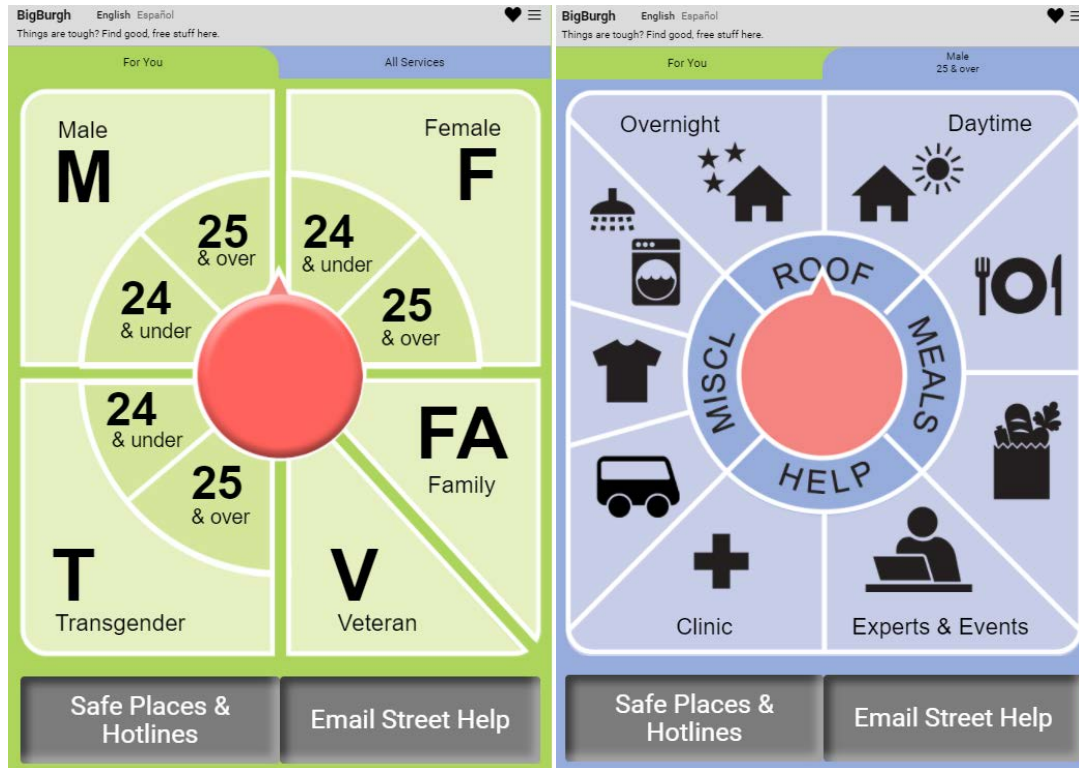 BigBurgh English Español
Things are tough? Find good, free stuff here.
For You
All Services
Male
M
Female
F
25
& over
24
& under
24
& under
25
& over
24
& under
25
& over
FA
Family
T
Transgender
V
Veteran
Safe Places &
Hotlines
Email Street Help
BigBurgh English Español
Things are tough? Find good, free stuff here.
For You
Male
25 & over
Overnight
Daytime
ROOF
MEALS
MISCL
HELP
Clinic
Experts & Events
Safe Places &
Hotlines
Email Street Help